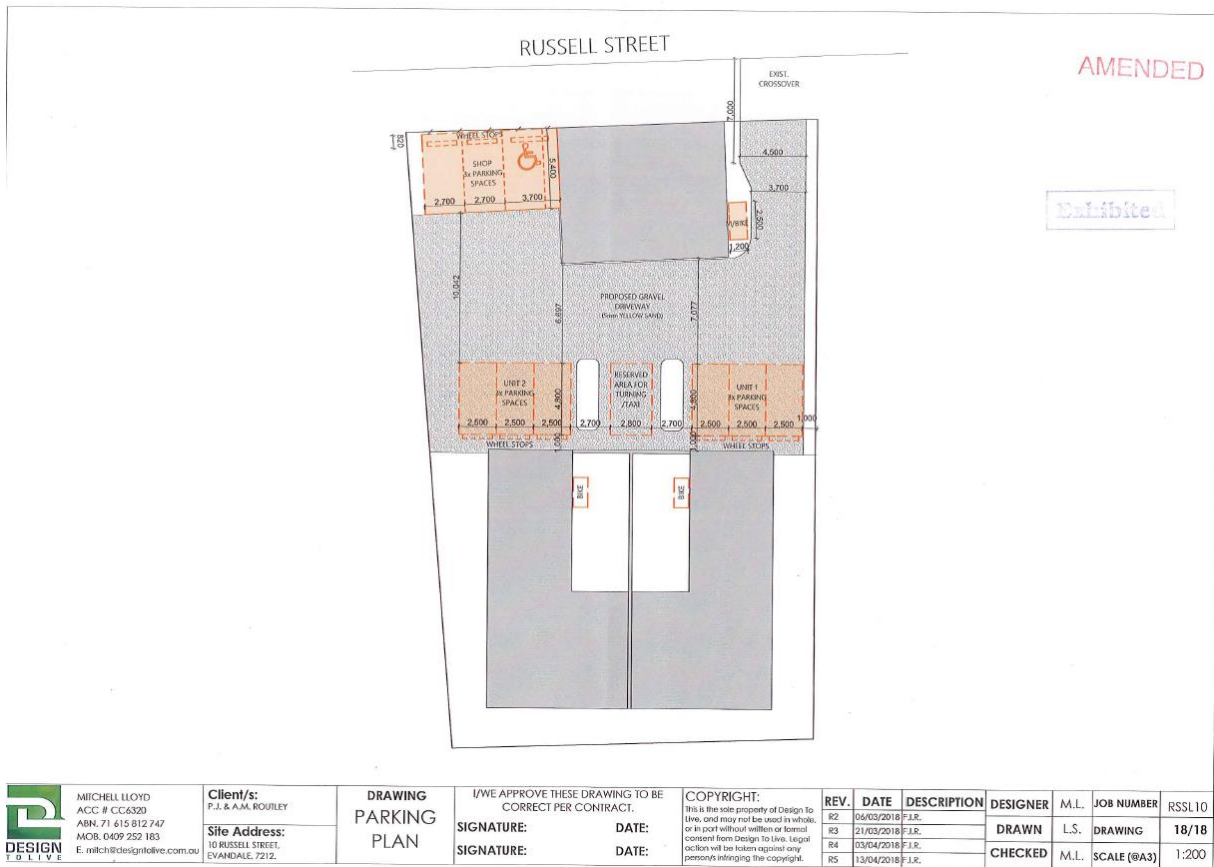 RUSSELL STREET
AMENDED
EXIST.
CROSSOVER
7,000
820
WHEEL STOPS
SHOP
3x PARKING
SPACES
5,400
2,700
2,700
3,700
4,500
3,700
Exhibited
M/BIKE
2,500
1,200
10,042
6,897
PROPOSED GRAVEL
DRIVEWAY
YELLOW SAND)
7,077
UNIT 2
3x PARKING
SPACES
4,800
RESERVED
AREA FOR
TURNING
/TAXI
4,800
UNIT 1
3x PARKING
SPACES
2,500
2,500
2,500
2,700
2,800
2,700
2,500
2,500
2,500
1,000
WHEEL STOPS
1,000
1,000
WHEEL STOPS
BIKE
BIKE
DESIGN
TO LIVE
MITCHELL LLOYD
ACC # CC6320
ABN. 71 615 812 747
MOB. 0409 252 183
E. mitch@designtolive.com.au
Client/s:
P.J. & A.M. ROUTLEY
Site Address:
10 RUSSELL STREET,
EVANDALE, 7212.
DRAWING
PARKING
PLAN
I/WE APPROVE THESE DRAWING TO BE
CORRECT PER CONTRACT.
SIGNATURE: DATE:
SIGNATURE: DATE:
COPYRIGHT:
This is the sole property of Design To
Live, and may not be used in whole,
or in part without written or formal
consent from Design To Live. Legal
action will be taken against any
person/s infringing the copyright.
REV. DATE DESCRIPTION
R2 06/03/2018 F.J.R.
R3 21/03/2018 F.J.R.
R4 03/04/2018 F.J.R.
R5 13/04/2018 F.J.R.
DESIGNER M.L. JOB NUMBER RSSL10
DRAWN L.S. DRAWING 18/18
CHECKED M.L. SCALE (@A3) 1:200